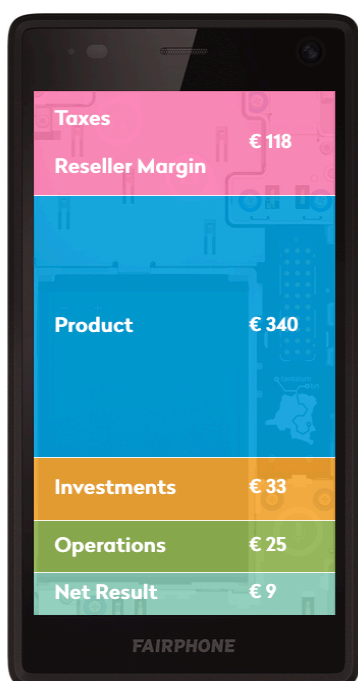 Taxes
€ 118
Reseller Margin
Product € 340
Investments € 33
Operations € 25
Net Result € 9
FAIRPHONE